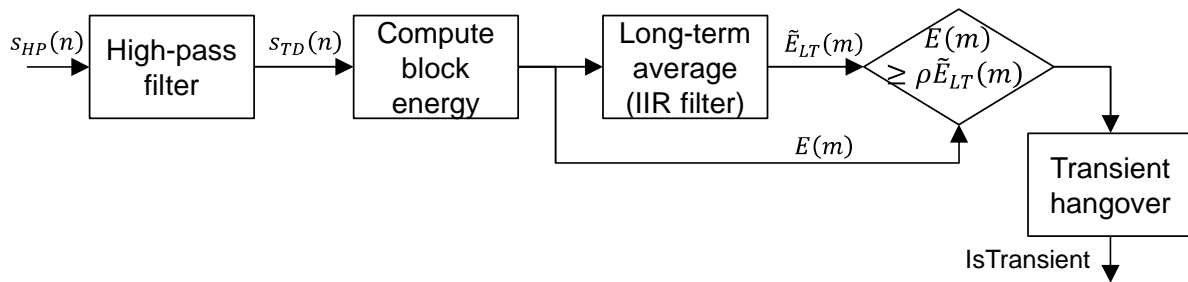 s_HP(n)
High-pass
filter
s_TD(n)
Compute
block
energy
Long-term
average
(IIR filter)
Ẽ_LT(m)
E(m)
≥ ρẼ_LT(m)
E(m)
Transient
hangover
IsTransient